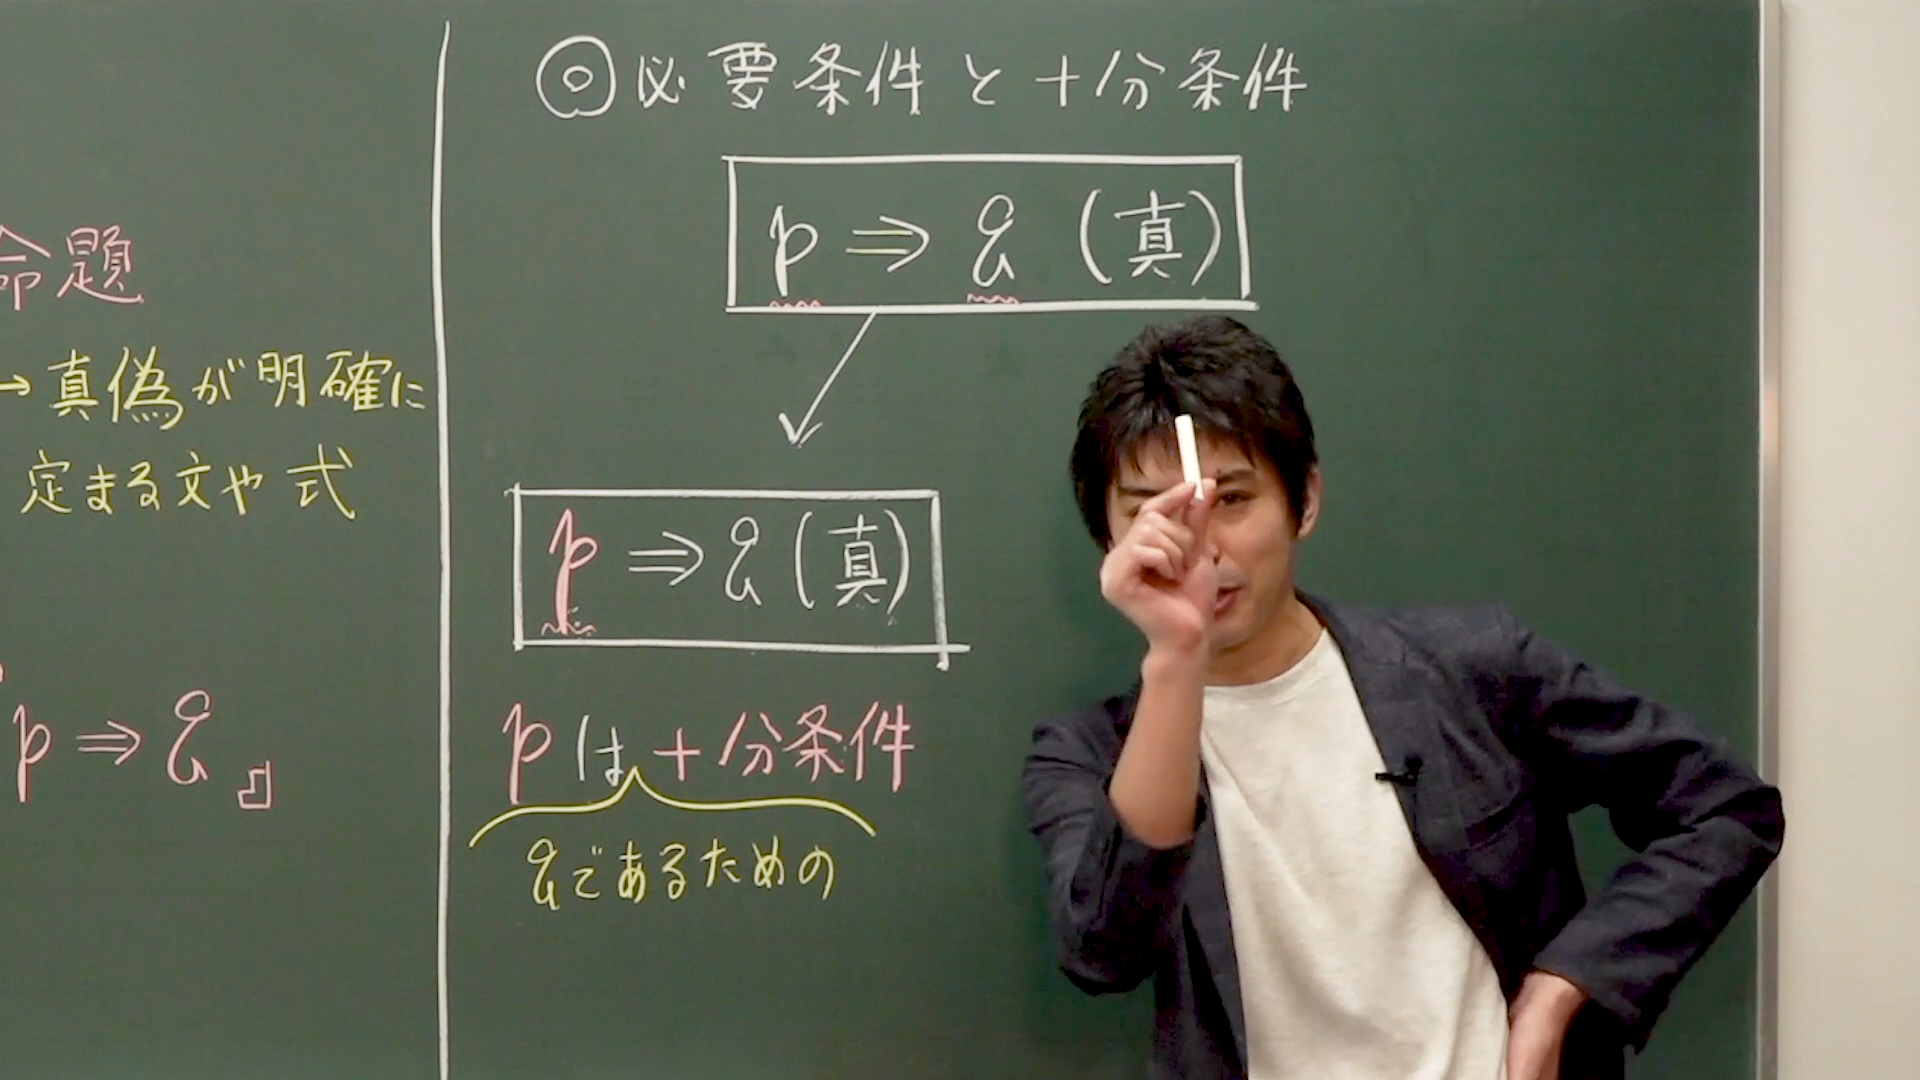 命題
→真偽が明確に
定まる文や式
p⇒q』
◎必要条件と十分条件
p⇒q(真)
p⇒q(真)
pは十分条件
qであるための